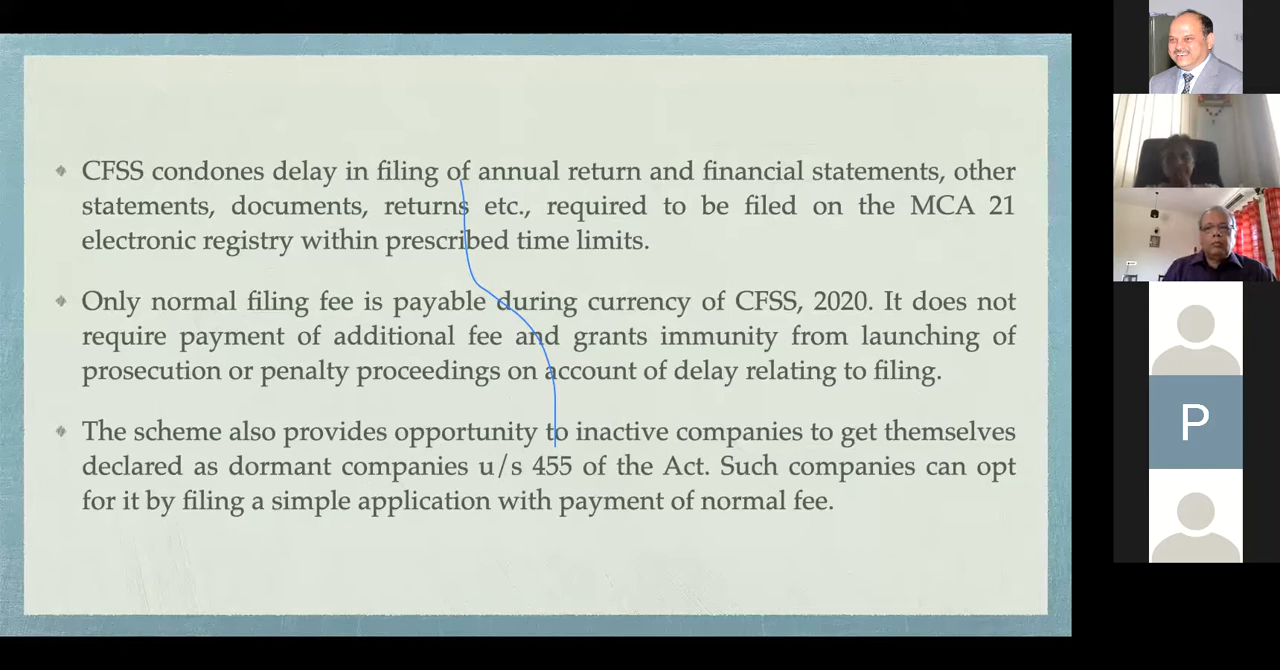 CFSS condones delay in filing of annual return and financial statements, other
statements, documents, returns etc., required to be filed on the MCA 21
electronic registry within prescribed time limits.
Only normal filing fee is payable during currency of CFSS, 2020. It does not
require payment of additional fee and grants immunity from launching of
prosecution or penalty proceedings on account of delay relating to filing.
The scheme also provides opportunity to inactive companies to get themselves
declared as dormant companies u/s 455 of the Act. Such companies can opt
for it by filing a simple application with payment of normal fee.
P